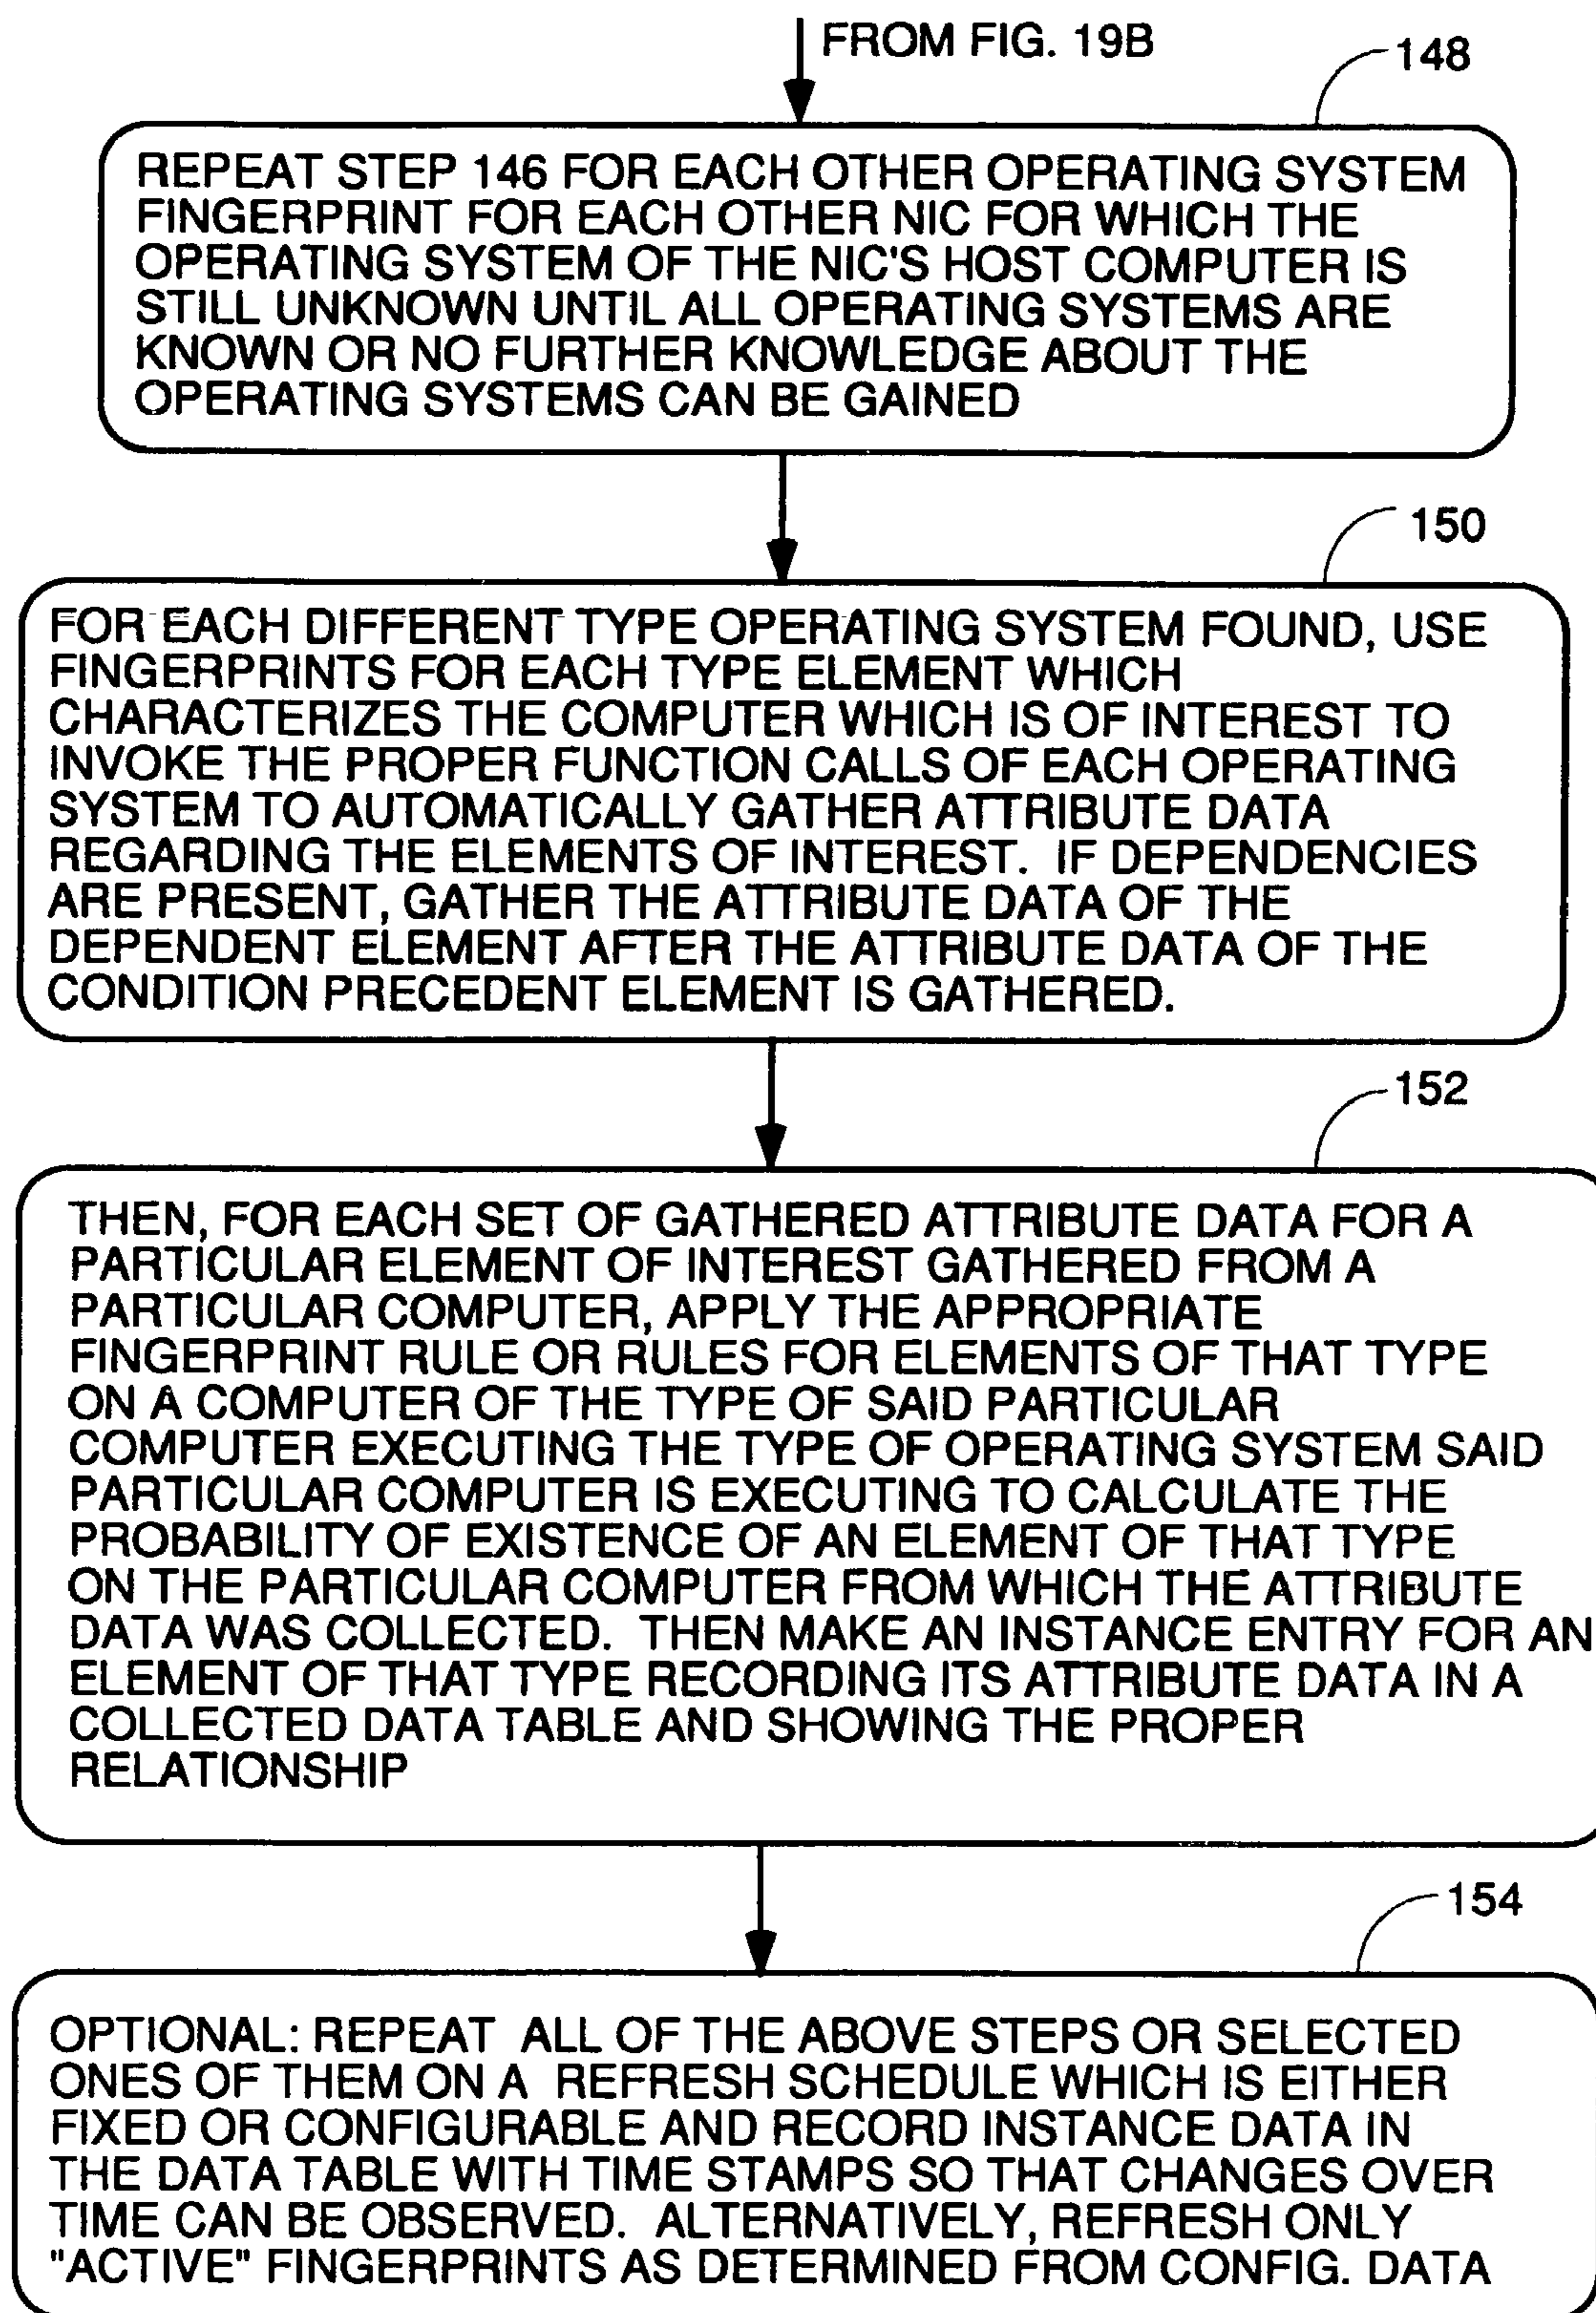 FROM FIG. 19B
148
REPEAT STEP 146 FOR EACH OTHER OPERATING SYSTEM
FINGERPRINT FOR EACH OTHER NIC FOR WHICH THE
OPERATING SYSTEM OF THE NIC'S HOST COMPUTER IS
STILL UNKNOWN UNTIL ALL OPERATING SYSTEMS ARE
KNOWN OR NO FURTHER KNOWLEDGE ABOUT THE
OPERATING SYSTEMS CAN BE GAINED
150
FOR EACH DIFFERENT TYPE OPERATING SYSTEM FOUND, USE
FINGERPRINTS FOR EACH TYPE ELEMENT WHICH
CHARACTERIZES THE COMPUTER WHICH IS OF INTEREST TO
INVOKE THE PROPER FUNCTION CALLS OF EACH OPERATING
SYSTEM TO AUTOMATICALLY GATHER ATTRIBUTE DATA
REGARDING THE ELEMENTS OF INTEREST.  IF DEPENDENCIES
ARE PRESENT, GATHER THE ATTRIBUTE DATA OF THE
DEPENDENT ELEMENT AFTER THE ATTRIBUTE DATA OF THE
CONDITION PRECEDENT ELEMENT IS GATHERED.
152
THEN, FOR EACH SET OF GATHERED ATTRIBUTE DATA FOR A
PARTICULAR ELEMENT OF INTEREST GATHERED FROM A
PARTICULAR COMPUTER, APPLY THE APPROPRIATE
FINGERPRINT RULE OR RULES FOR ELEMENTS OF THAT TYPE
ON A COMPUTER OF THE TYPE OF SAID PARTICULAR
COMPUTER EXECUTING THE TYPE OF OPERATING SYSTEM SAID
PARTICULAR COMPUTER IS EXECUTING TO CALCULATE THE
PROBABILITY OF EXISTENCE OF AN ELEMENT OF THAT TYPE
ON THE PARTICULAR COMPUTER FROM WHICH THE ATTRIBUTE
DATA WAS COLLECTED.  THEN MAKE AN INSTANCE ENTRY FOR AN
ELEMENT OF THAT TYPE RECORDING ITS ATTRIBUTE DATA IN A
COLLECTED DATA TABLE AND SHOWING THE PROPER
RELATIONSHIP
154
OPTIONAL: REPEAT  ALL OF THE ABOVE STEPS OR SELECTED
ONES OF THEM ON A  REFRESH SCHEDULE WHICH IS EITHER
FIXED OR CONFIGURABLE AND RECORD INSTANCE DATA IN
THE DATA TABLE WITH TIME STAMPS SO THAT CHANGES OVER
TIME CAN BE OBSERVED.  ALTERNATIVELY, REFRESH ONLY
"ACTIVE" FINGERPRINTS AS DETERMINED FROM CONFIG. DATA